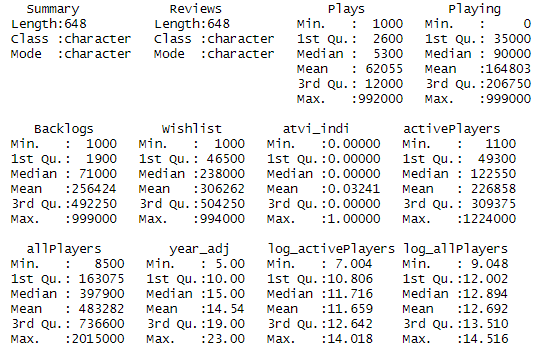 Summary Reviews Plays Playing
Length:648 Length:648 Min. : 1000 Min. : 0
Class :character Class :character 1st Qu.: 2600 1st Qu.: 35000
Mode :character Mode :character Median : 5300 Median : 90000
Mean : 62055 Mean :164803
3rd Qu.: 12000 3rd Qu.:206750
Max. :992000 Max. :999000
Backlogs Wishlist atvi_indi activePlayers
Min. : 1000 Min. : 1000 Min. :0.00000 Min. : 1100
1st Qu.: 1900 1st Qu.: 46500 1st Qu.:0.00000 1st Qu.: 49300
Median : 71000 Median :238000 Median :0.00000 Median : 122550
Mean :256424 Mean :306262 Mean :0.03241 Mean : 226858
3rd Qu.:492250 3rd Qu.:504250 3rd Qu.:0.00000 3rd Qu.: 309375
Max. :999000 Max. :994000 Max. :1.00000 Max. :1224000
allPlayers year_adj log_activePlayers log_allPlayers
Min. : 8500 Min. : 5.00 Min. : 7.004 Min. : 9.048
1st Qu.: 163075 1st Qu.:10.00 1st Qu.:10.806 1st Qu.:12.002
Median : 397900 Median :15.00 Median :11.716 Median :12.894
Mean : 483282 Mean :14.54 Mean :11.659 Mean :12.692
3rd Qu.: 736600 3rd Qu.:19.00 3rd Qu.:12.642 3rd Qu.:13.510
Max. :2015000 Max. :23.00 Max. :14.018 Max. :14.516